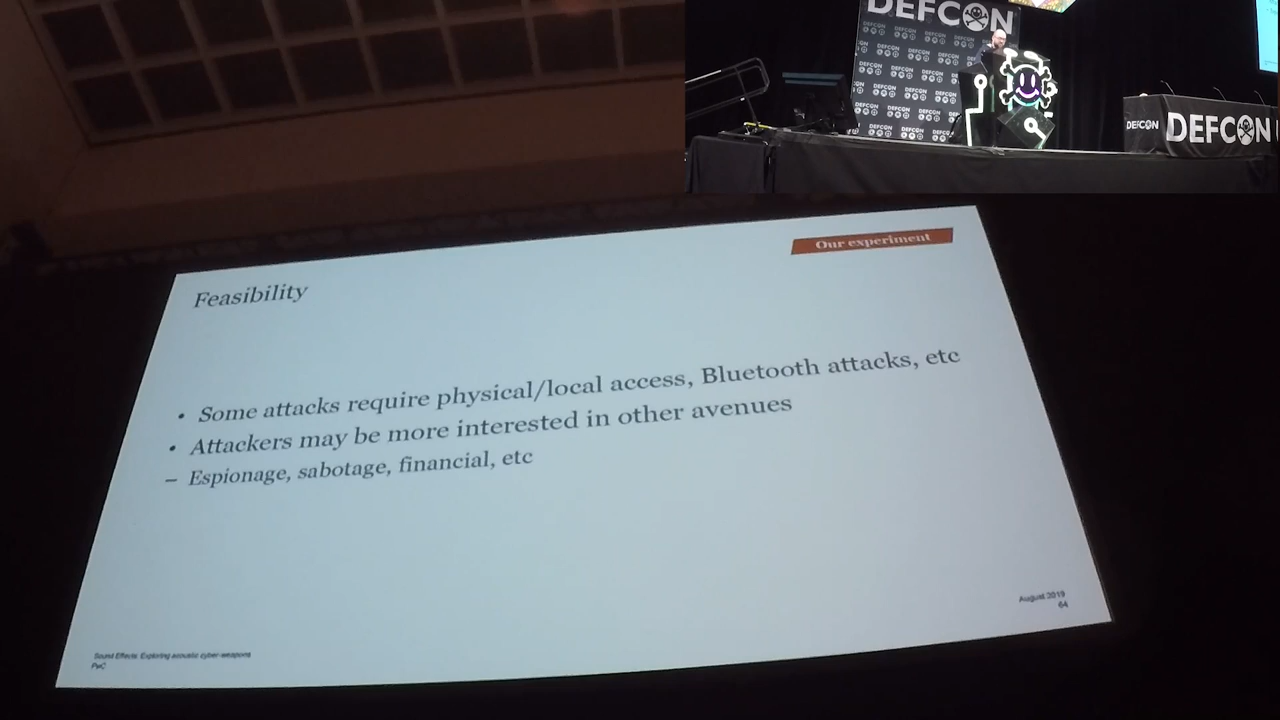 DEFCON
DEFCON
DEFCON
Our experiment
Feasibility
• Some attacks require physical/local access, Bluetooth attacks, etc
• Attackers may be more interested in other avenues
– Espionage, sabotage, financial, etc
August 2019
64
Sound Effects: Exploring acoustic cyber-weapons
PwC